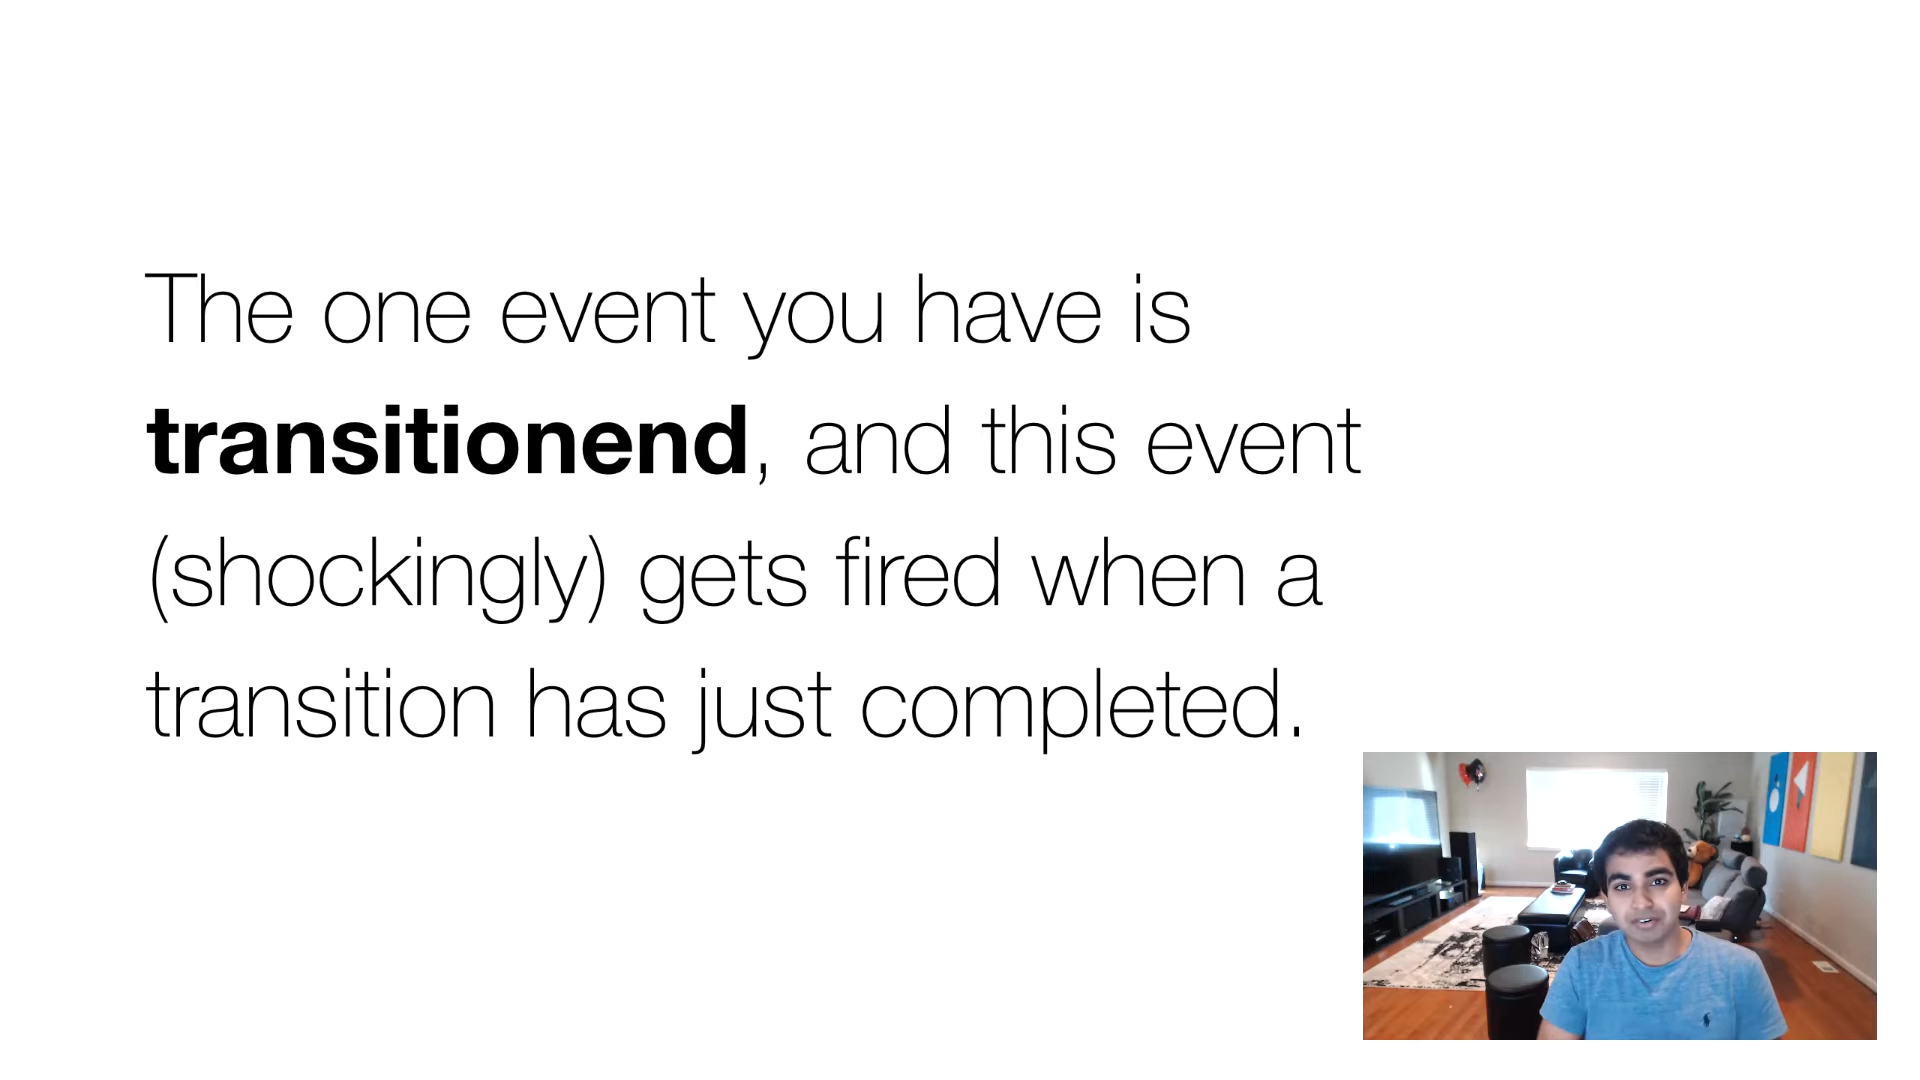 The one event you have is
transitionend, and this event
(shockingly) gets fired when a
transition has just completed.